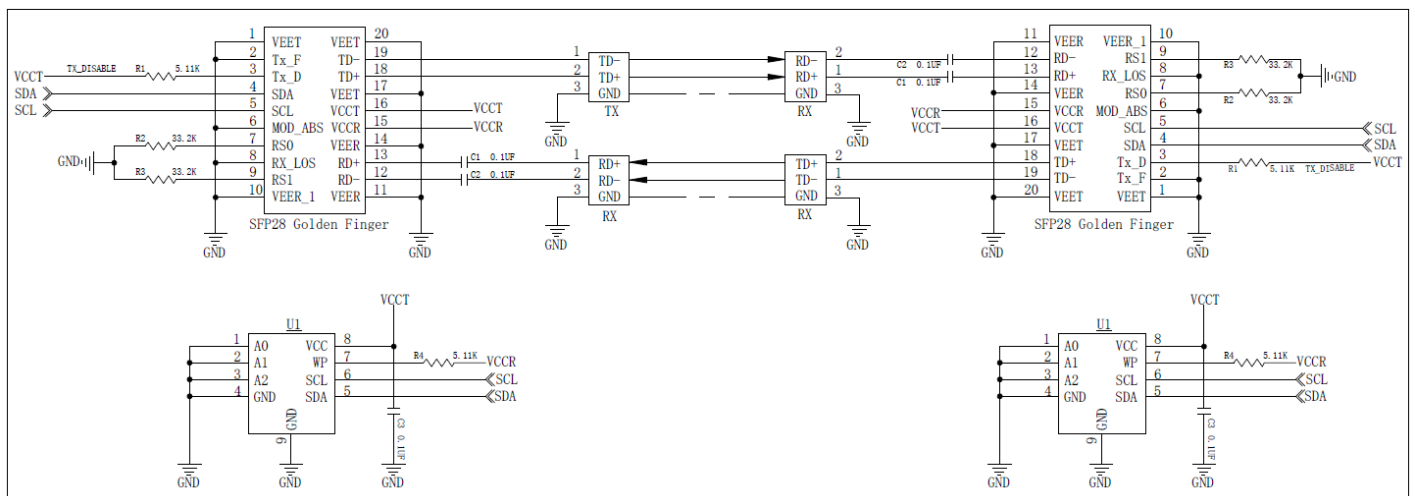 1 VEET VEET 20
2 Tx_F TD- 19
VCCT TX_DISABLE R1 5.11K 3 Tx_D TD+ 18
SDA 4 SDA VEET 17
SCL 5 SCL VCCT 16 VCCT
6 MOD_ABS VCCR 15 VCCR
R2 33.2K 7 RS0 VEER 14
GND 8 RX_LOS RD+ 13 C1 0.1UF
R3 33.2K 9 RS1 RD- 12 C2 0.1UF
10 VEER_1 VEER 11
SFP28 Golden Finger
GND
GND
1 TD-
2 TD+
3 GND
TX
GND
RD- 2
RD+ 1
GND 3
RX
GND
1 RD+
2 RD-
3 GND
RX
GND
TD+ 2
TD- 1
GND 3
RX
GND
11 VEER VEER_1 10
C2 0.1UF 12 RD- RS1 9 R3 33.2K
C1 0.1UF 13 RD+ RX_LOS 8 GND
14 VEER RS0 7 R2 33.2K
VCCR 15 VCCR MOD_ABS 6
VCCT 16 VCCT SCL 5 SCL
17 VEET SDA 4 SDA
18 TD+ Tx_D 3 R1 5.11K TX_DISABLE VCCT
19 TD- Tx_F 2
20 VEET VEET 1
SFP28 Golden Finger
GND
GND
VCCT
U1
1 A0 VCC 8
2 A1 WP 7 R4 5.11K VCCR
3 A2 SCL 6 SCL
4 GND SDA 5 SDA
GND
9
C3 0.1UF
GND
GND
GND
VCCT
U1
1 A0 VCC 8
2 A1 WP 7 R4 5.11K VCCR
3 A2 SCL 6 SCL
4 GND SDA 5 SDA
GND
9
C3 0.1UF
GND
GND
GND